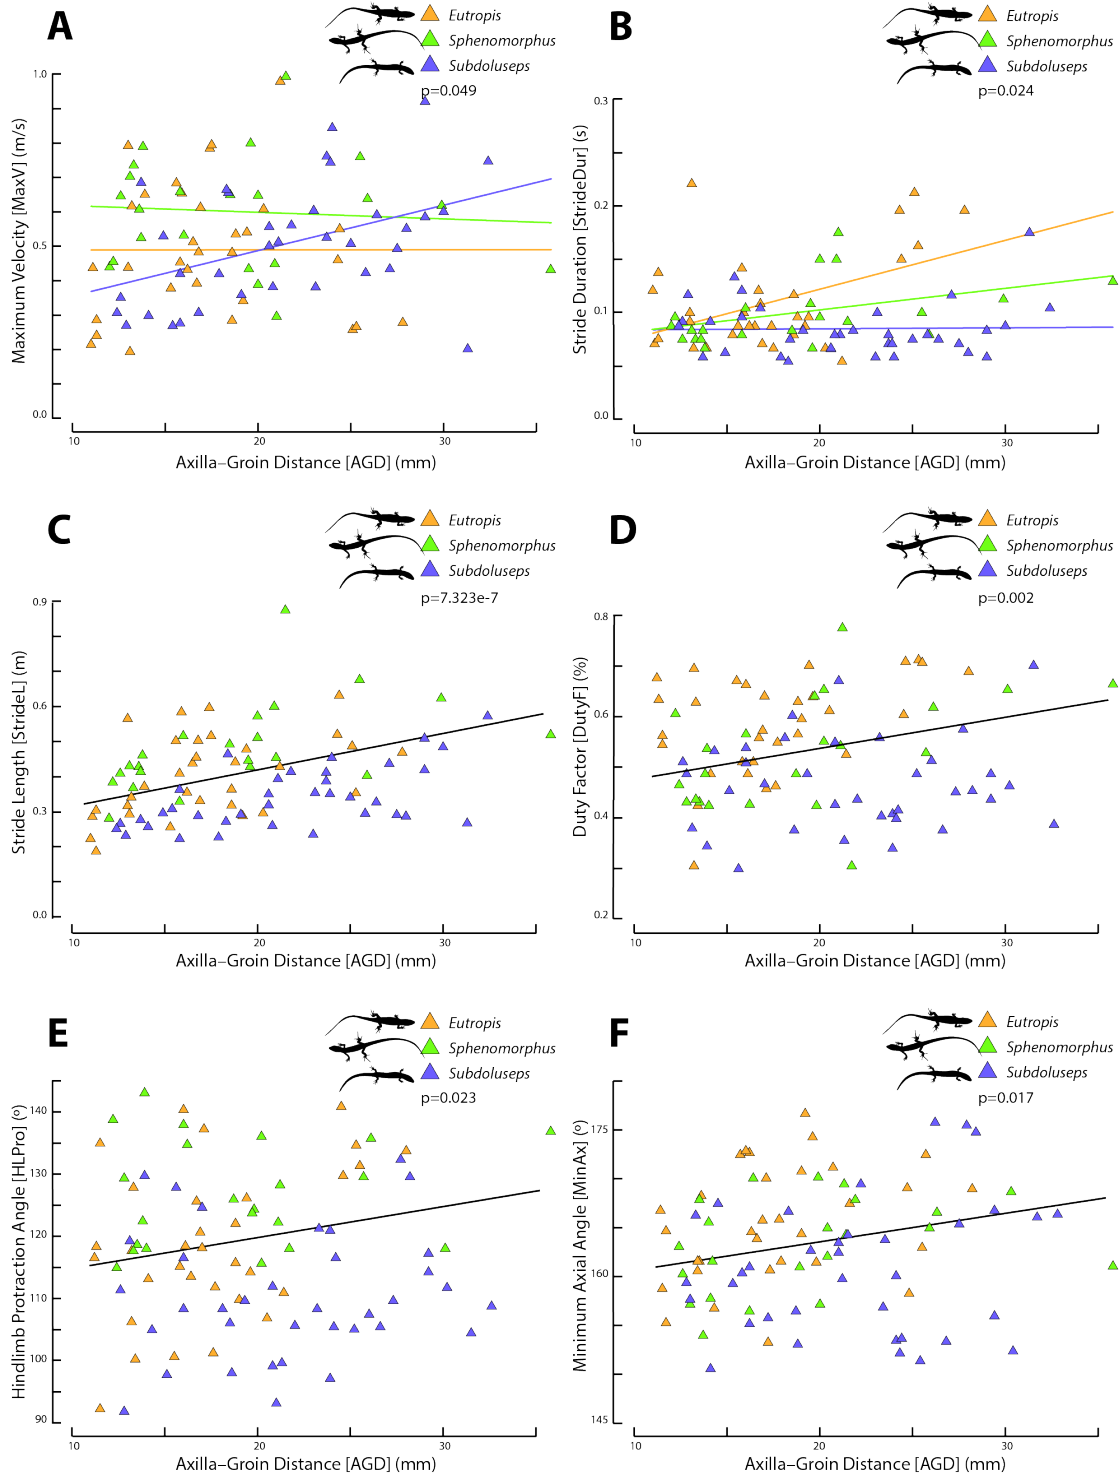 A
Eutropis
Sphenomorphus
Subdoluseps
p=0.049
Maximum Velocity [MaxV] (m/s)
1.0
0.5
0.0
10
20
30
Axilla–Groin Distance [AGD] (mm)
B
Eutropis
Sphenomorphus
Subdoluseps
p=0.024
Stride Duration [StrideDur] (s)
0.3
0.2
0.1
0.0
10
20
30
Axilla–Groin Distance [AGD] (mm)
C
Eutropis
Sphenomorphus
Subdoluseps
p=7.323e-7
Stride Length [StrideL] (m)
0.9
0.6
0.3
0.0
10
20
30
Axilla–Groin Distance [AGD] (mm)
D
Eutropis
Sphenomorphus
Subdoluseps
p=0.002
Duty Factor [DutyF] (%)
0.8
0.6
0.4
0.2
10
20
30
Axilla–Groin Distance [AGD] (mm)
E
Eutropis
Sphenomorphus
Subdoluseps
p=0.023
Hindlimb Protraction Angle [HLPro] (º)
140
130
120
110
100
90
10
20
30
Axilla–Groin Distance [AGD] (mm)
F
Eutropis
Sphenomorphus
Subdoluseps
p=0.017
Minimum Axial Angle [MinAx] (º)
175
160
145
10
20
30
Axilla–Groin Distance [AGD] (mm)